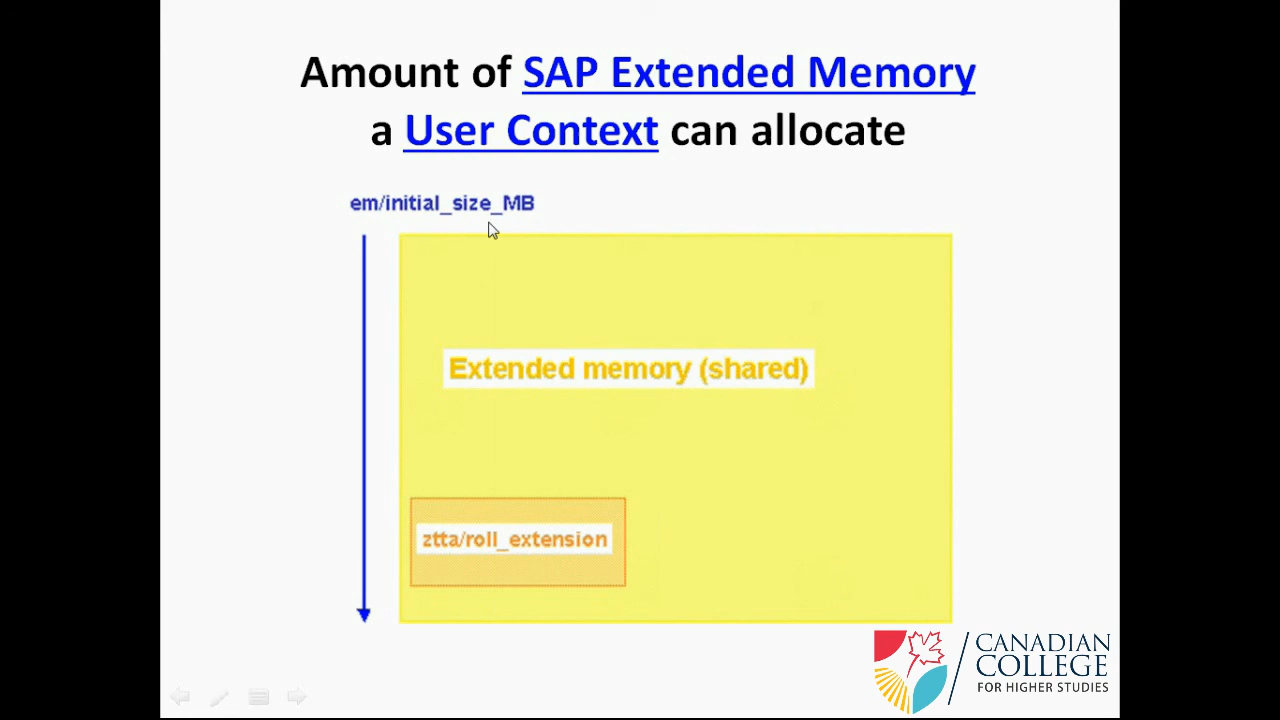 Amount of SAP Extended Memory
a User Context can allocate
em/initial_size_MB
Extended memory (shared)
ztta/roll_extension
CANADIAN
COLLEGE
FOR HIGHER STUDIES